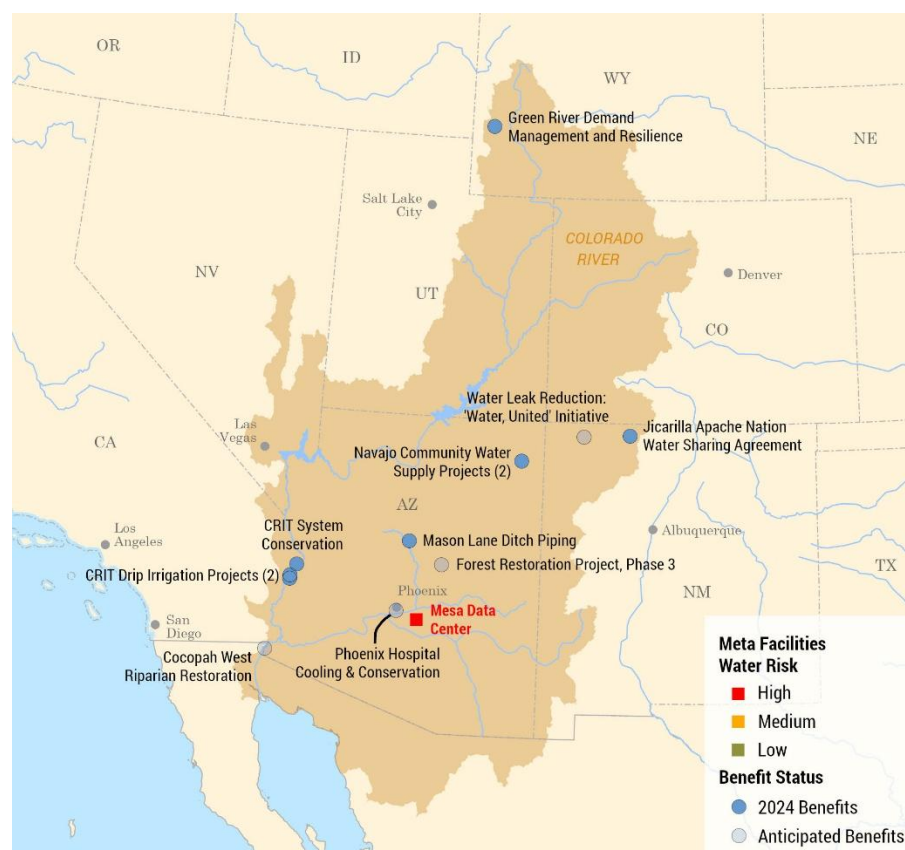 OR
ID
WY
Green River Demand
Management and Resilience
NE
Salt Lake
City
COLORADO
RIVER
NV
UT
Denver
CO
Water Leak Reduction:
'Water, United' Initiative
Jicarilla Apache Nation
Water Sharing Agreement
Las
Vegas
CA
Navajo Community Water
Supply Projects (2)
AZ
CRIT System
Conservation
Los
Angeles
Mason Lane Ditch Piping
Albuquerque
TX
CRIT Drip Irrigation Projects (2)
Forest Restoration Project, Phase 3
NM
Phoenix
Mesa Data
Center
San
Diego
Phoenix Hospital
Cooling & Conservation
Cocopah West
Riparian Restoration
Meta Facilities
Water Risk
High
Medium
Low
Benefit Status
2024 Benefits
Anticipated Benefits